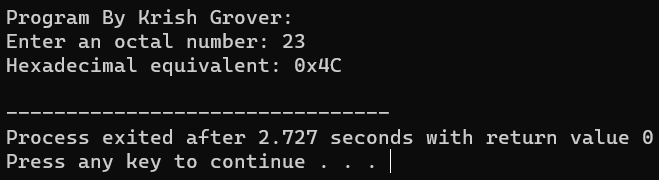 Program By Krish Grover:
Enter an octal number: 23
Hexadecimal equivalent: 0x4C
--------------------------------
Process exited after 2.727 seconds with return value 0
Press any key to continue . . .